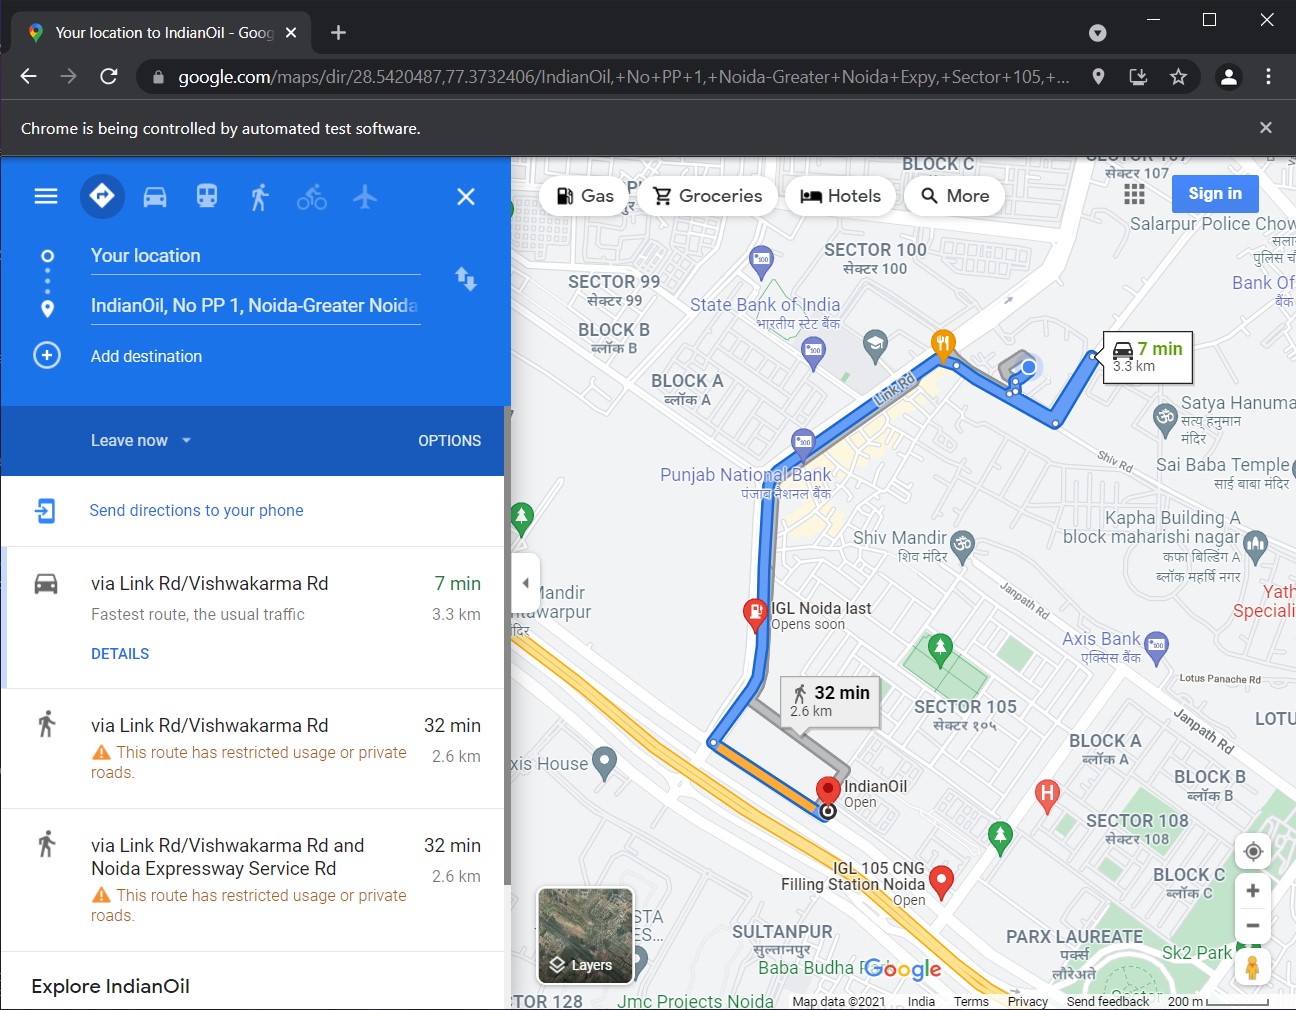 Your location to IndianOil - Goog
google.com/maps/dir/28.5420487,77.3732406/IndianOil,+No+PP+1,+Noida-Greater+Noida+Expy,+Sector+105,+...
Chrome is being controlled by automated test software.
Your location
IndianOil, No PP 1, Noida-Greater Noida
Add destination
Leave now
OPTIONS
Send directions to your phone
via Link Rd/Vishwakarma Rd
7 min
Fastest route, the usual traffic
3.3 km
DETAILS
via Link Rd/Vishwakarma Rd
32 min
This route has restricted usage or private
roads.
2.6 km
via Link Rd/Vishwakarma Rd and
Noida Expressway Service Rd
32 min
2.6 km
This route has restricted usage or private
roads.
Explore IndianOil
Gas
Groceries
Hotels
More
Sign in
BLOCK C
सेक्टर 107
Salarpur Police Chow
पुलिस
SECTOR 100
सेक्टर 100
SECTOR 99
सेक्टर 99
Bank Of
State Bank of India
भारतीय स्टेट बैंक
BLOCK B
ब्लॉक B
7 min
3.3 km
BLOCK A
ब्लॉक A
Link Rd
Satya Hanuma
सत्य हनुमान
मंदिर
Shiv Rd
Sai Baba Temple
साई बाबा मंदिर
Punjab National Bank
पंजाब नैशनल बैंक
Kapha Building A
block maharishi nagar
कफा बिल्डिंग A
ब्लॉक महर्षि नगर
Shiv Mandir
शिव मंदिर
Mandir
awarpur
Janpath Rd
Yath
Speciali
IGL Noida last
Opens soon
Axis Bank
एक्सिस बैंक
Lotus Panache Rd
32 min
2.6 km
SECTOR 105
सेक्टर १०५
Janpath Rd
LOTU
BLOCK A
ब्लॉक A
xis House
IndianOil
Open
BLOCK B
ब्लॉक B
SECTOR 108
सेक्टर 108
IGL 105 CNG
Filling Station Noida
Open
BLOCK C
ब्लॉक C
STA
ES...
SULTANPUR
सुल्तानपुर
PARX LAUREATE
पर्क्स
लौरेअते
Sk2 Park
Baba Budha
Google
Layers
TOR 128
Jmc Projects Noida
Map data ©2021
India
Terms
Privacy
Send feedback
200 m